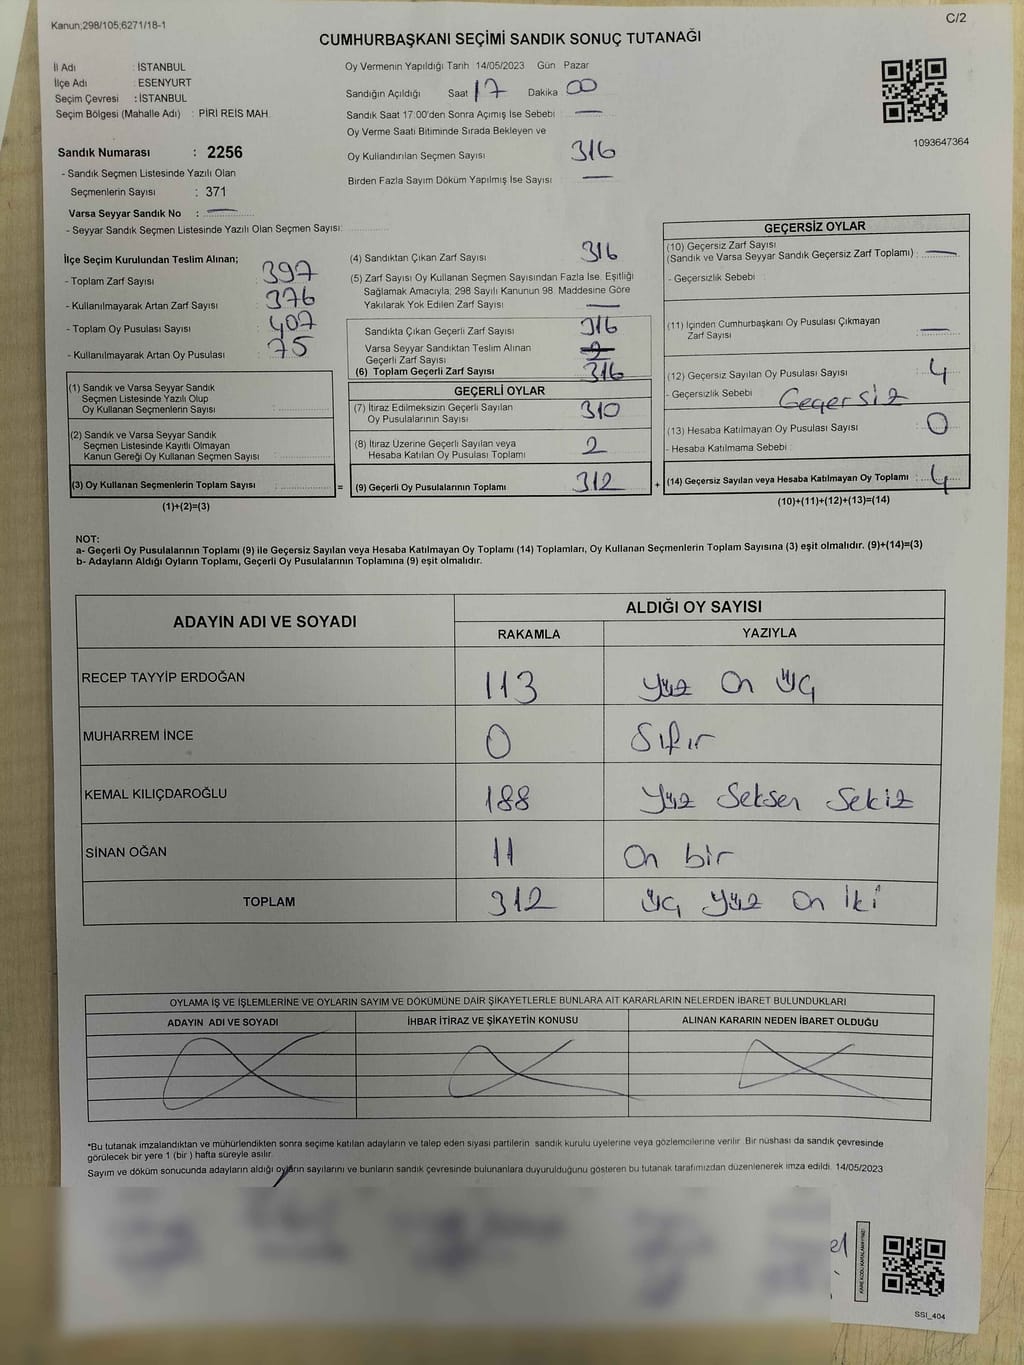 Kanun;298/105;6271/18-1
C/2
CUMHURBAŞKANI SEÇİMİ SANDIK SONUÇ TUTANAĞI
İl Adı : İSTANBUL
İlçe Adı : ESENYURT
Seçim Çevresi : İSTANBUL
Seçim Bölgesi (Mahalle Adı) : PİRİ REİS MAH.
Sandık Numarası : 2256
- Sandık Seçmen Listesinde Yazılı Olan
Seçmenlerin Sayısı : 371
Varsa Seyyar Sandık No : —
- Seyyar Sandık Seçmen Listesinde Yazılı Olan Seçmen Sayısı:
Oy Vermenin Yapıldığı Tarih : 14/05/2023 Gün : Pazar
Sandığın Açıldığı Saat 17 Dakika 00
Sandık Saat 17:00'den Sonra Açımış İse Sebebi : —
Oy Verme Saati Bitiminde Sırada Bekleyen ve
Oy Kullandırılan Seçmen Sayısı 316
Birden Fazla Sayım Döküm Yapılmış İse Sayısı : —
1093647364
İlçe Seçim Kurulundan Teslim Alınan;
- Toplam Zarf Sayısı : 397
- Kullanılmayarak Artan Zarf Sayısı : 376
- Toplam Oy Pusulası Sayısı : 407
- Kullanılmayarak Artan Oy Pusulası : 75
(1) Sandık ve Varsa Seyyar Sandık
Seçmen Listesinde Yazılı Olup
Oy Kullanan Seçmenlerin Sayısı :
(2) Sandık ve Varsa Seyyar Sandık
Seçmen Listesinde Kayıtlı Olmayan
Kanun Gereği Oy Kullanan Seçmen Sayısı :
(3) Oy Kullanan Seçmenlerin Toplam Sayısı :
(1)+(2)=(3)
(4) Sandıktan Çıkan Zarf Sayısı : 316
(5) Zarf Sayısı Oy Kullanan Seçmen Sayısından Fazla İse, Eşitliği
Sağlamak Amacıyla; 298 Sayılı Kanunun 98. Maddesine Göre
Yakılarak Yok Edilen Zarf Sayısı : —
Sandıkta Çıkan Geçerli Zarf Sayısı : 316
Varsa Seyyar Sandıktan Teslim Alınan
Geçerli Zarf Sayısı
(6) Toplam Geçerli Zarf Sayısı : 316
GEÇERLİ OYLAR
(7) İtiraz Edilmeksizin Geçerli Sayılan
Oy Pusulalarının Sayısı : 310
(8) İtiraz Üzerine Geçerli Sayılan veya
Hesaba Katılan Oy Pusulası Toplamı : 2
= (9) Geçerli Oy Pusulalarının Toplamı : 312
GEÇERSİZ OYLAR
(10) Geçersiz Zarf Sayısı
(Sandık ve Varsa Seyyar Sandık Geçersiz Zarf Toplamı) : —
- Geçersizlik Sebebi :
(11) İçinden Cumhurbaşkanı Oy Pusulası Çıkmayan
Zarf Sayısı : —
(12) Geçersiz Sayılan Oy Pusulası Sayısı : 4
- Geçersizlik Sebebi : Geçersiz
(13) Hesaba Katılmayan Oy Pusulası Sayısı : 0
- Hesaba Katılmama Sebebi :
+ (14) Geçersiz Sayılan veya Hesaba Katılmayan Oy Toplamı : 4
(10)+(11)+(12)+(13)=(14)
NOT:
a- Geçerli Oy Pusulalarının Toplamı (9) ile Geçersiz Sayılan veya Hesaba Katılmayan Oy Toplamı (14) Toplamları, Oy Kullanan Seçmenlerin Toplam Sayısına (3) eşit olmalıdır. (9)+(14)=(3)
b- Adayların Aldığı Oyların Toplamı, Geçerli Oy Pusulalarının Toplamına (9) eşit olmalıdır.
ADAYIN ADI VE SOYADI
ALDIĞI OY SAYISI
RAKAMLA YAZIYLA
RECEP TAYYİP ERDOĞAN 113 yüz on üç
MUHARREM İNCE 0 Sıfır
KEMAL KILIÇDAROĞLU 188 yüz seksen sekiz
SİNAN OĞAN 11 On bir
TOPLAM 312 üç yüz on iki
OYLAMA İŞ VE İŞLEMLERİNE VE OYLARIN SAYIM VE DÖKÜMÜNE DAİR ŞİKAYETLERLE BUNLARA AİT KARARLARIN NELERDEN İBARET BULUNDUKLARI
ADAYIN ADI VE SOYADI İHBAR İTİRAZ VE ŞİKAYETİN KONUSU ALINAN KARARIN NEDEN İBARET OLDUĞU
*Bu tutanak imzalandıktan ve mühürlendikten sonra seçime katılan adayların ve talep eden siyasi partilerin sandık kurulu üyelerine veya gözlemcilerine verilir. Bir nüshası da sandık çevresinde
görülecek bir yere 1 (bir ) hafta süreyle asılır.
Sayım ve döküm sonucunda adayların aldığı oyların sayılarını ve bunların sandık çevresinde bulunanlara duyurulduğunu gösteren bu tutanak tarafımızdan düzenlenerek imza edildi. 14/05/2023
SSI_404